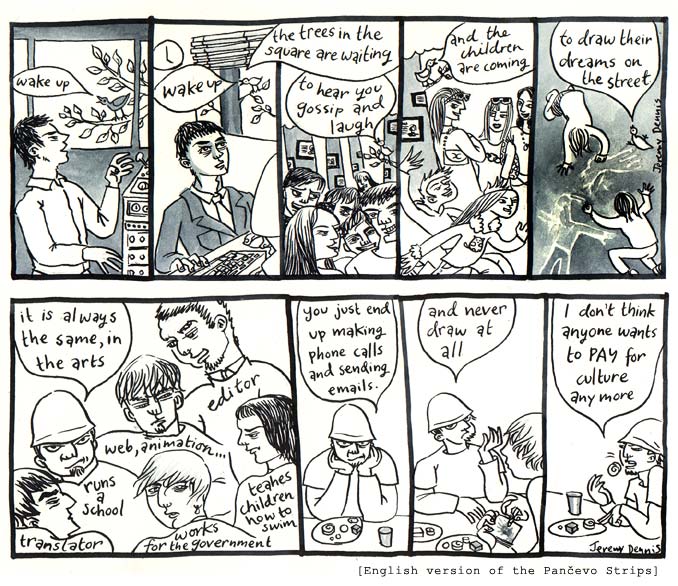 wake up
wake up
the trees in the
square are waiting
to hear you
gossip and
laugh
and the
children
are coming
to draw their
dreams on
the street
Jeremy Dennis
it is always
the same, in
the arts
editor
web, animation...
runs
a
school
teahes
children
how to
swim
translator
works
for the government
you just end
up making
phone calls
and sending
emails.
and never
draw at
all
I don't think
anyone wants
to PAY for
culture
any more
Jeremy Dennis
[English version of the Pančevo Strips]